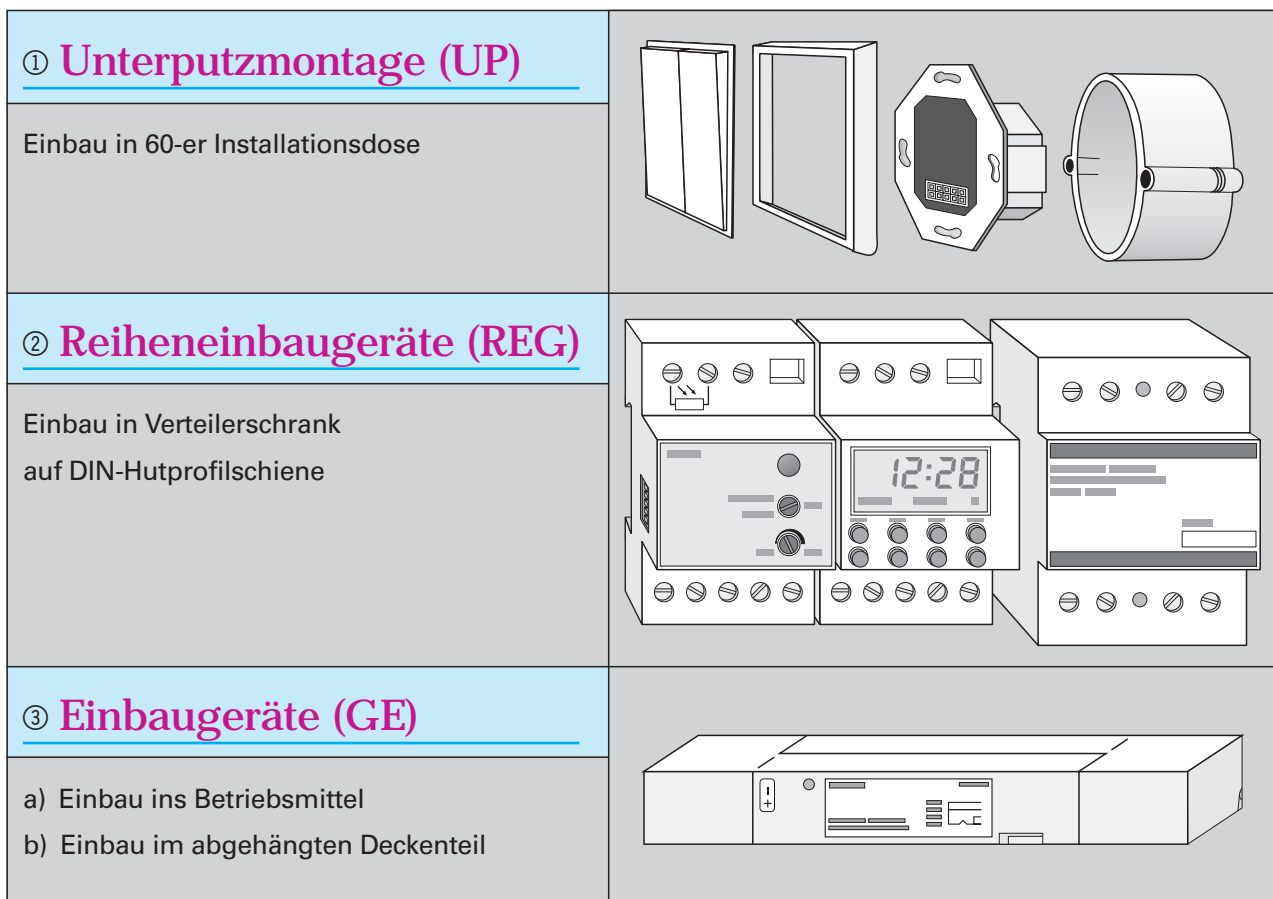 ① Unterputzmontage (UP)
Einbau in 60-er Installationsdose
② Reiheneinbaugeräte (REG)
Einbau in Verteilerschrank
auf DIN-Hutprofilschiene
12:28
③ Einbaugeräte (GE)
a) Einbau ins Betriebsmittel
b) Einbau im abgehängten Deckenteil